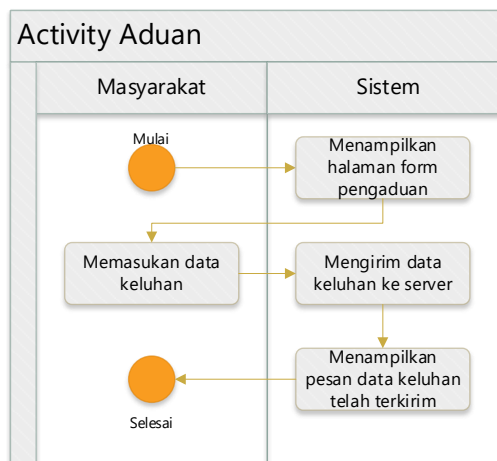 Activity Aduan
Masyarakat
Sistem
Mulai
Menampilkan
halaman form
pengaduan
Memasukan data
keluhan
Mengirim data
keluhan ke server
Menampilkan
pesan data keluhan
telah terkirim
Selesai